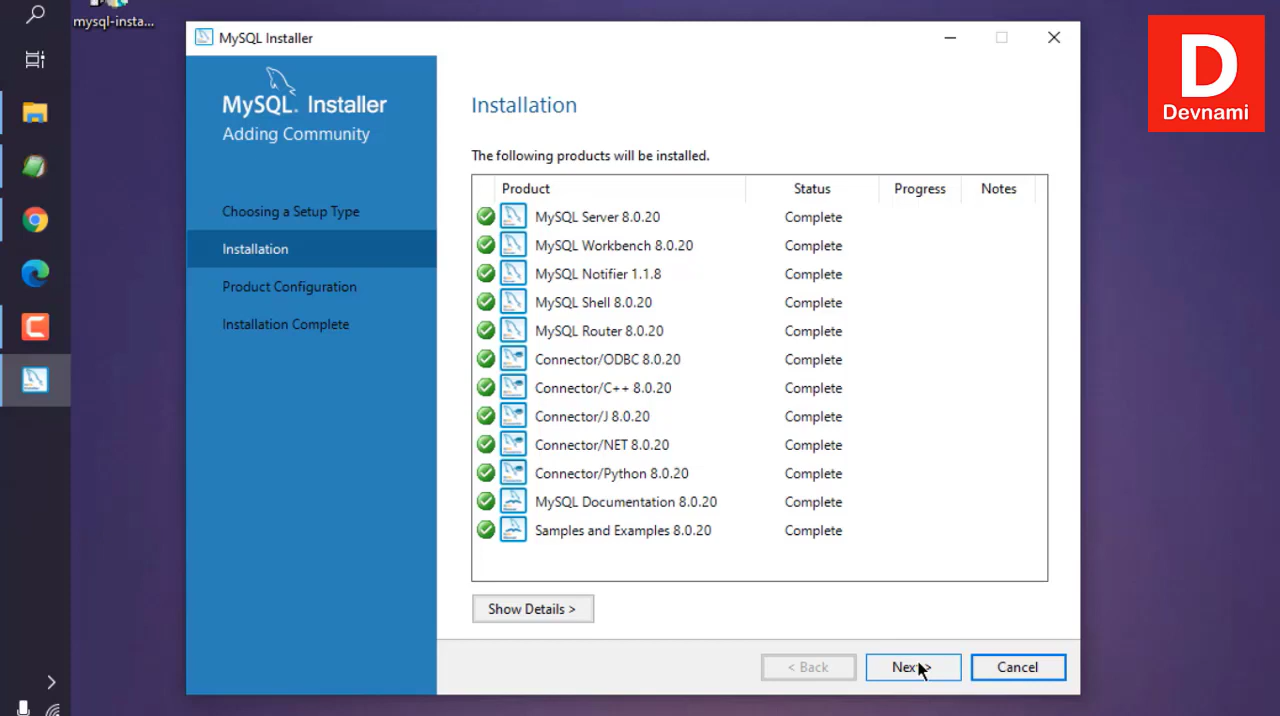 mysql-insta...
MySQL Installer
D
Devnami
MySQL. Installer
Adding Community
Choosing a Setup Type
Installation
Product Configuration
Installation Complete
Installation
The following products will be installed.
Product Status Progress Notes
MySQL Server 8.0.20 Complete
MySQL Workbench 8.0.20 Complete
MySQL Notifier 1.1.8 Complete
MySQL Shell 8.0.20 Complete
MySQL Router 8.0.20 Complete
Connector/ODBC 8.0.20 Complete
Connector/C++ 8.0.20 Complete
Connector/J 8.0.20 Complete
Connector/NET 8.0.20 Complete
Connector/Python 8.0.20 Complete
MySQL Documentation 8.0.20 Complete
Samples and Examples 8.0.20 Complete
Show Details >
< Back Next > Cancel